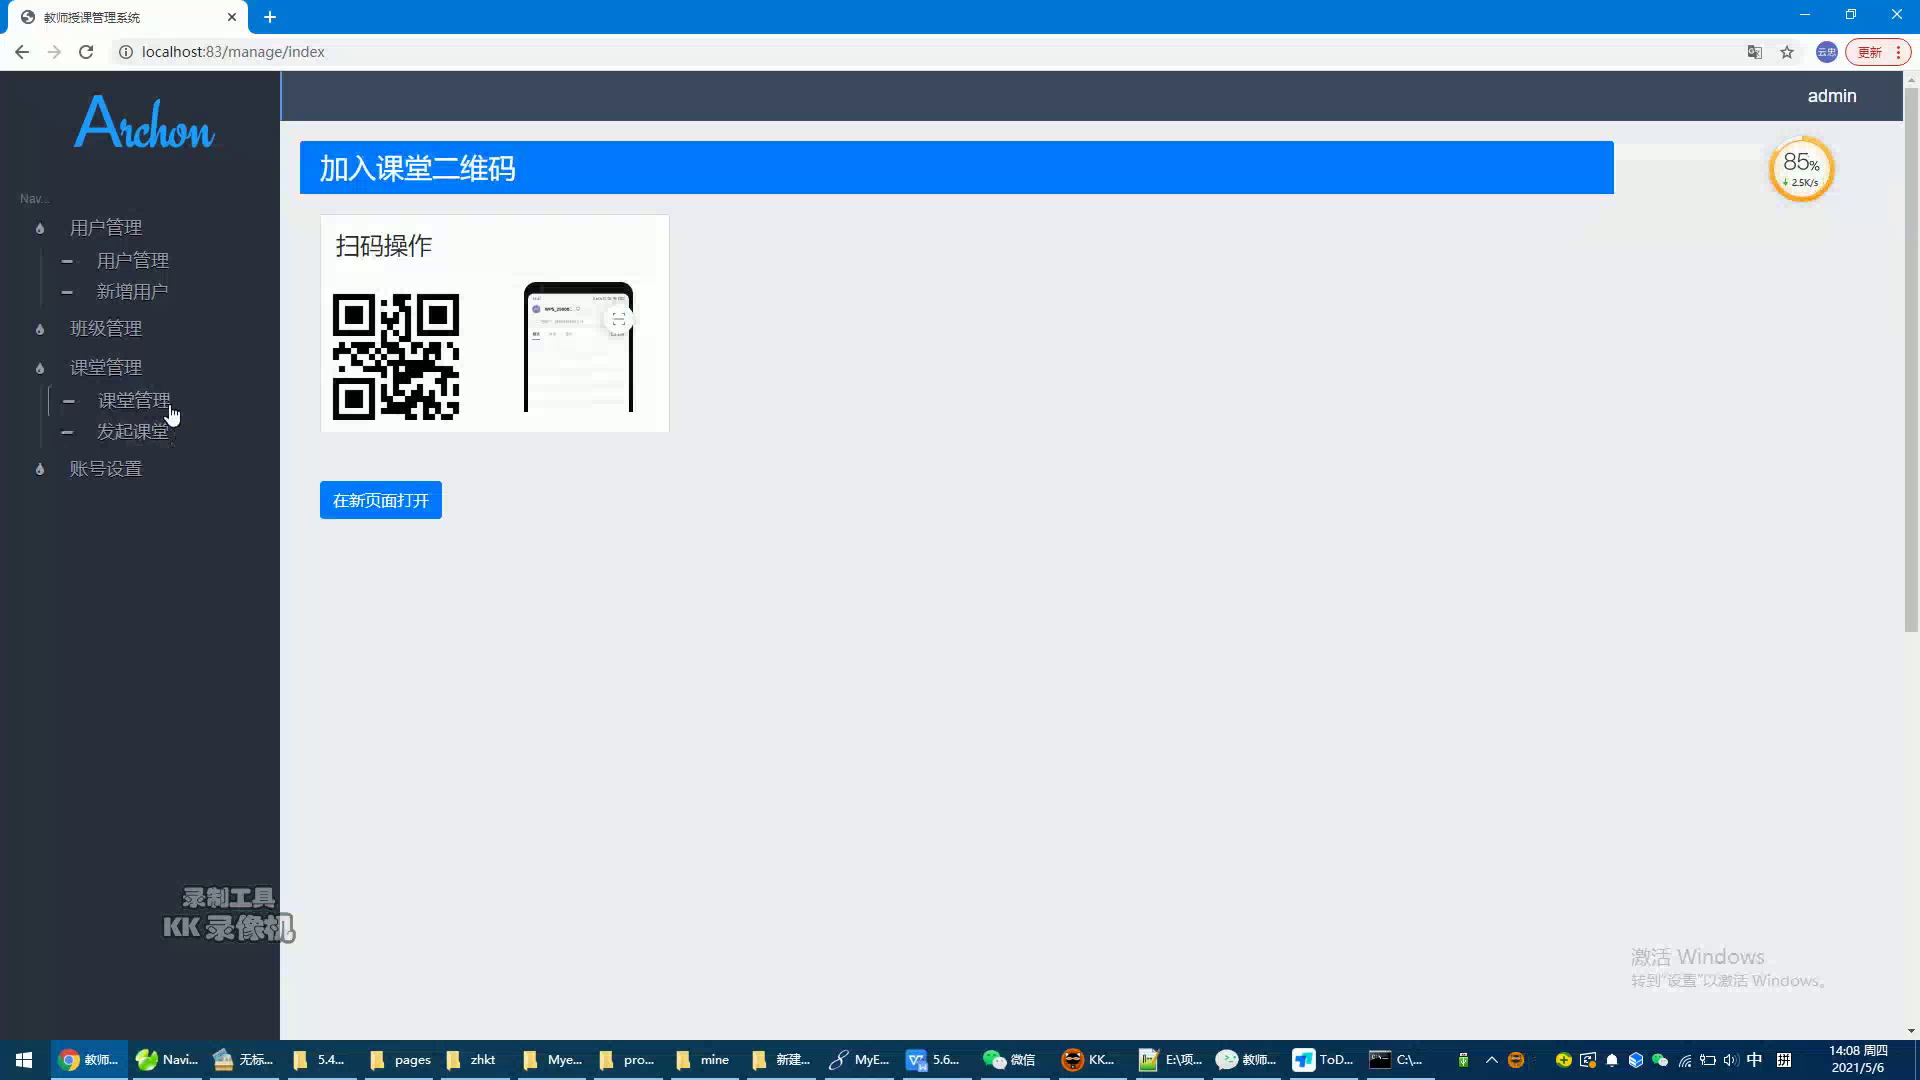 教师授课管理系统
localhost:83/manage/index
云忠
更新
Archon
admin
加入课堂二维码
85%
2.5K/s
Nav...
扫码操作
用户管理
用户管理
新增用户
班级管理
课堂管理
课堂管理
发起课堂
账号设置
在新页面打开
录制工具
KK 录像机
激活 Windows
转到"设置"以激活 Windows。
教师...
Navi...
无标...
5.4...
pages
zhkt
Mye...
pro...
mine
新建...
MyE...
5.6...
微信
KK...
E:\项...
教师...
ToD...
C:\...
中
拼
14:08 周四
2021/5/6